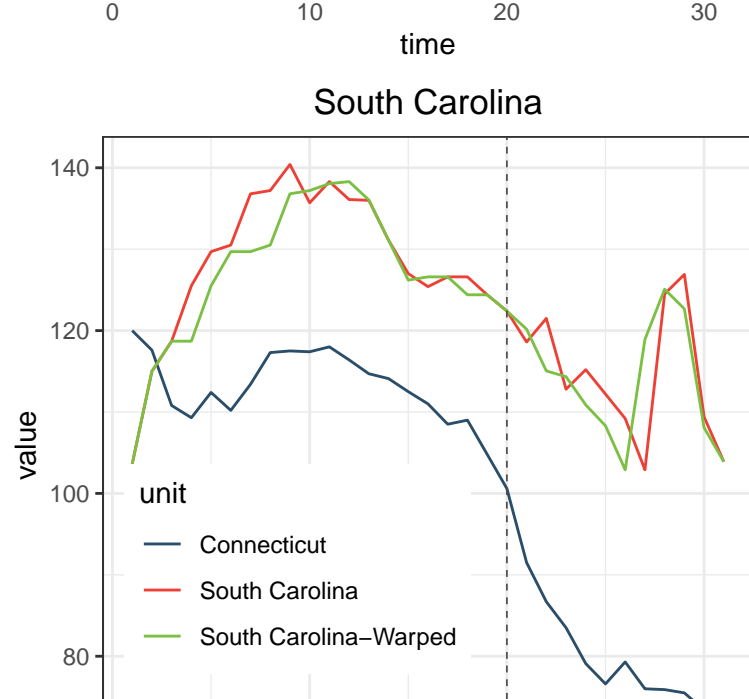 0 10 20 30
time
South Carolina
140
120
100
80
value
unit
Connecticut
South Carolina
South Carolina−Warped